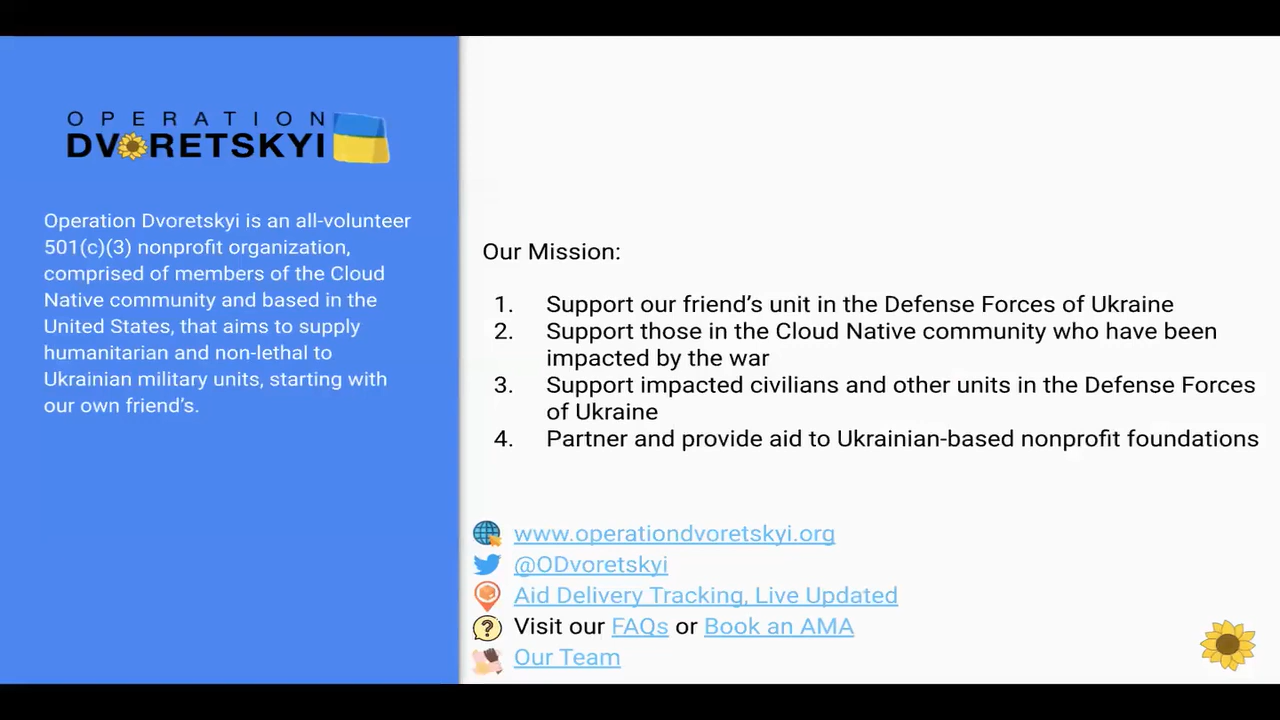 OPERATION
DVORETSKYI
Operation Dvoretskyi is an all-volunteer
501(c)(3) nonprofit organization,
comprised of members of the Cloud
Native community and based in the
United States, that aims to supply
humanitarian and non-lethal to
Ukrainian military units, starting with
our own friend's.
Our Mission:
1. Support our friend's unit in the Defense Forces of Ukraine
2. Support those in the Cloud Native community who have been
impacted by the war
3. Support impacted civilians and other units in the Defense Forces
of Ukraine
4. Partner and provide aid to Ukrainian-based nonprofit foundations
www.operationdvoretskyi.org
@ODvoretskyi
Aid Delivery Tracking, Live Updated
Visit our FAQs or Book an AMA
Our Team